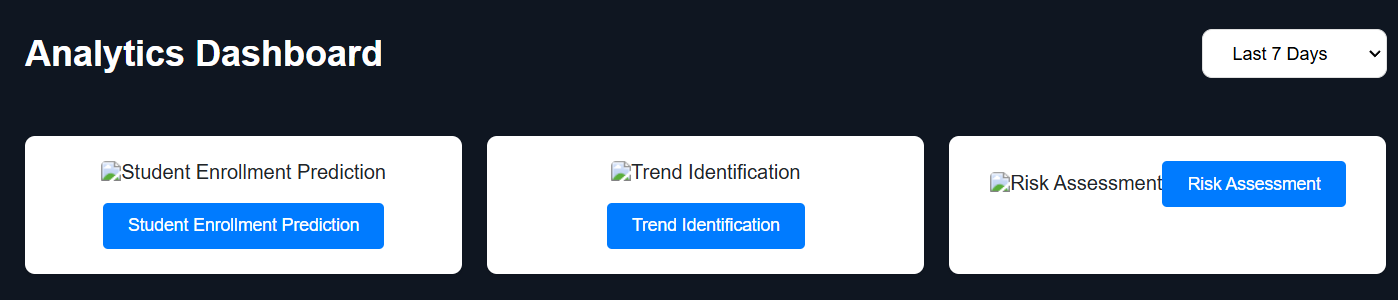 Analytics Dashboard
Last 7 Days
Student Enrollment Prediction
Student Enrollment Prediction
Trend Identification
Trend Identification
Risk Assessment
Risk Assessment